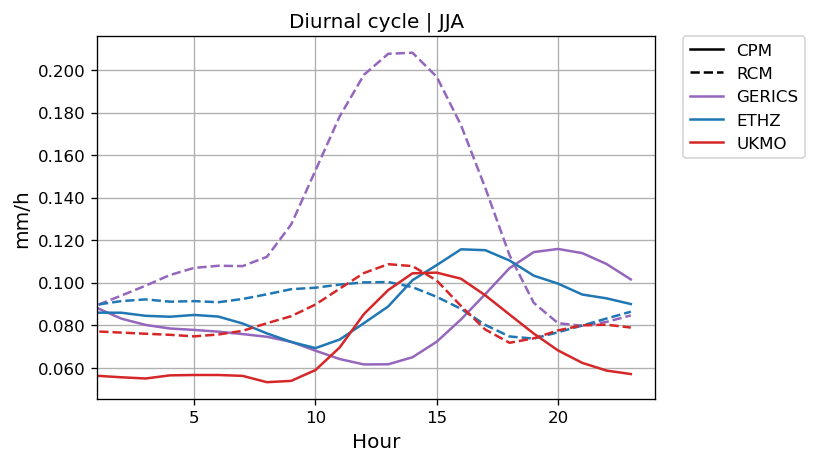 Diurnal cycle | JJA
mm/h
0.200
0.180
0.160
0.140
0.120
0.100
0.080
0.060
5
10
15
20
Hour
CPM
RCM
GERICS
ETHZ
UKMO